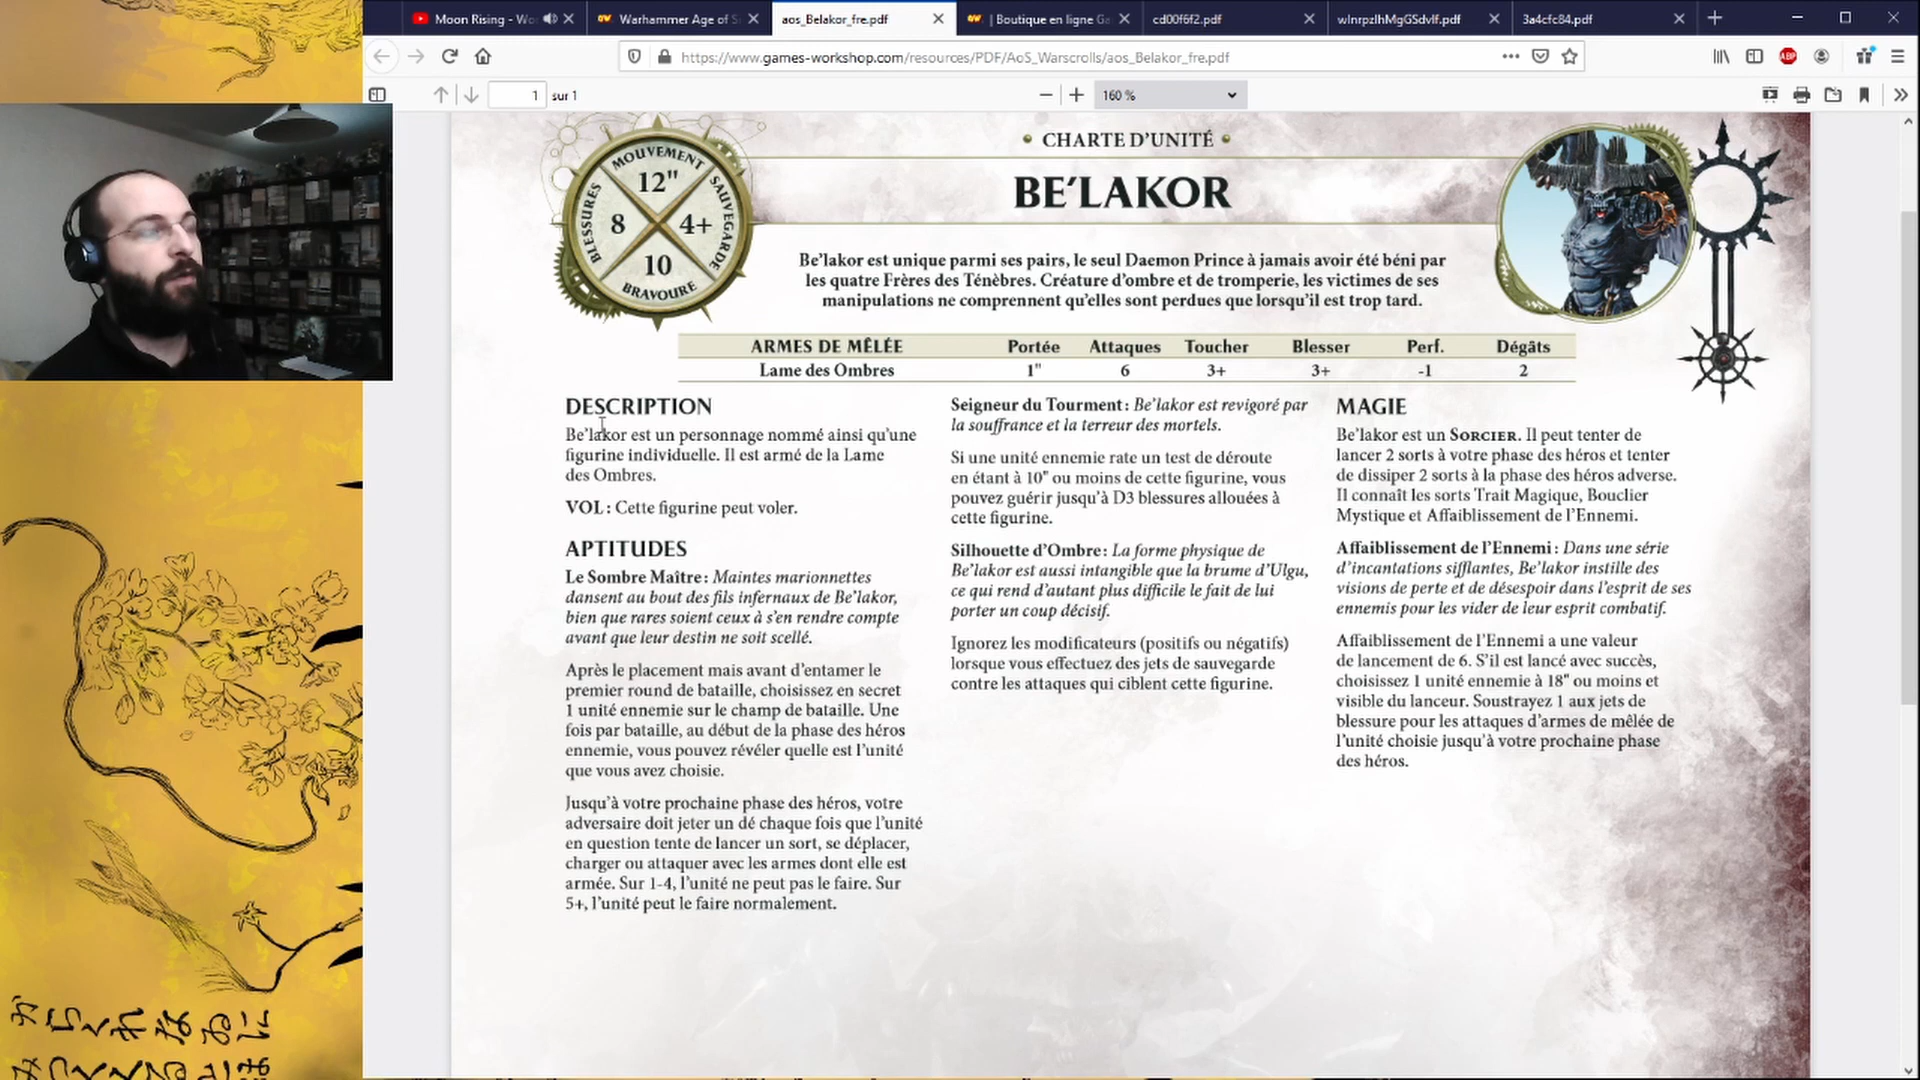 Moon Rising - Wo
Warhammer Age of S
aos_Belakor_fre.pdf
| Boutique en ligne Ga
cd00f6f2.pdf
3a4cfc84.pdf
https://www.games-workshop.com/resources/PDF/AoS_Warscrolls/aos_Belakor_fre.pdf
ABP
1 sur 1
160 %
MOUVEMENT
12"
BLESSURES
8
4+
SAUVEGARDE
10
BRAVOURE
• CHARTE D'UNITÉ •
BE'LAKOR
Be'lakor est unique parmi ses pairs, le seul Daemon Prince à jamais avoir été béni par
les quatre Frères des Ténèbres. Créature d'ombre et de tromperie, les victimes de ses
manipulations ne comprennent qu'elles sont perdues que lorsqu'il est trop tard.
ARMES DE MÊLÉE Portée Attaques Toucher Blesser Perf. Dégâts
Lame des Ombres 1" 6 3+ 3+ -1 2
DESCRIPTION
Be'lakor est un personnage nommé ainsi qu'une
figurine individuelle. Il est armé de la Lame
des Ombres.
VOL : Cette figurine peut voler.
APTITUDES
Le Sombre Maître : Maintes marionnettes
dansent au bout des fils infernaux de Be'lakor,
bien que rares soient ceux à s'en rendre compte
avant que leur destin ne soit scellé.
Après le placement mais avant d'entamer le
premier round de bataille, choisissez en secret
1 unité ennemie sur le champ de bataille. Une
fois par bataille, au début de la phase des héros
ennemie, vous pouvez révéler quelle est l'unité
que vous avez choisie.
Jusqu'à votre prochaine phase des héros, votre
adversaire doit jeter un dé chaque fois que l'unité
en question tente de lancer un sort, se déplacer,
charger ou attaquer avec les armes dont elle est
armée. Sur 1-4, l'unité ne peut pas le faire. Sur
5+, l'unité peut le faire normalement.
Seigneur du Tourment : Be'lakor est revigoré par
la souffrance et la terreur des mortels.
Si une unité ennemie rate un test de déroute
en étant à 10" ou moins de cette figurine, vous
pouvez guérir jusqu'à D3 blessures allouées à
cette figurine.
Silhouette d'Ombre : La forme physique de
Be'lakor est aussi intangible que la brume d'Ulgu,
ce qui rend d'autant plus difficile le fait de lui
porter un coup décisif.
Ignorez les modificateurs (positifs ou négatifs)
lorsque vous effectuez des jets de sauvegarde
contre les attaques qui ciblent cette figurine.
MAGIE
Be'lakor est un SORCIER. Il peut tenter de
lancer 2 sorts à votre phase des héros et tenter
de dissiper 2 sorts à la phase des héros adverse.
Il connaît les sorts Trait Magique, Bouclier
Mystique et Affaiblissement de l'Ennemi.
Affaiblissement de l'Ennemi : Dans une série
d'incantations sifflantes, Be'lakor instille des
visions de perte et de désespoir dans l'esprit de ses
ennemis pour les vider de leur esprit combatif.
Affaiblissement de l'Ennemi a une valeur
de lancement de 6. S'il est lancé avec succès,
choisissez 1 unité ennemie à 18" ou moins et
visible du lanceur. Soustrayez 1 aux jets de
blessure pour les attaques d'armes de mêlée de
l'unité choisie jusqu'à votre prochaine phase
des héros.